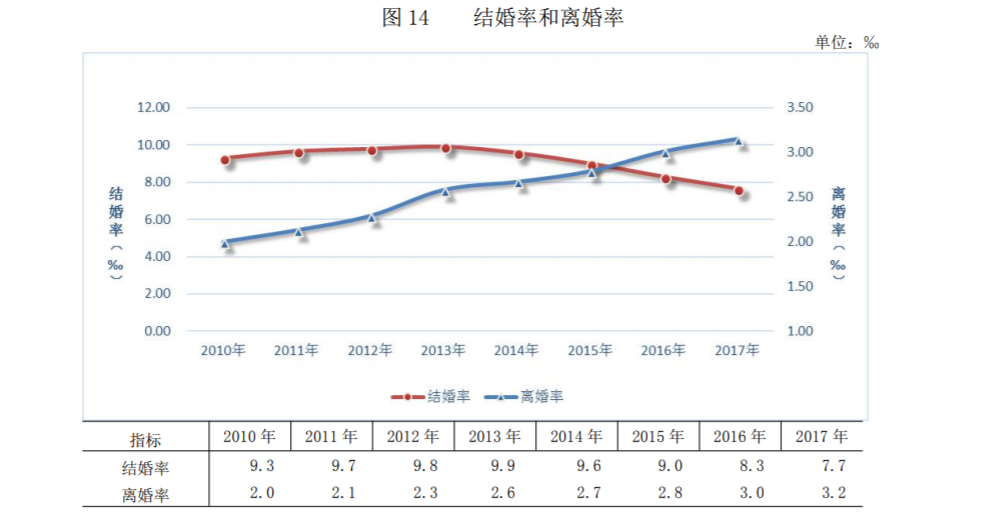 图 14 结婚率和离婚率
单位：‰
12.00 3.50
10.00 3.00
8.00 2.50
6.00 2.00
4.00 1.50
2.00 1.00
0.00
结婚率（‰）
离婚率（‰）
2010年 2011年 2012年 2013年 2014年 2015年 2016年 2017年
结婚率 离婚率
指标 2010 年 2011 年 2012 年 2013 年 2014 年 2015 年 2016 年 2017 年
结婚率 9.3 9.7 9.8 9.9 9.6 9.0 8.3 7.7
离婚率 2.0 2.1 2.3 2.6 2.7 2.8 3.0 3.2